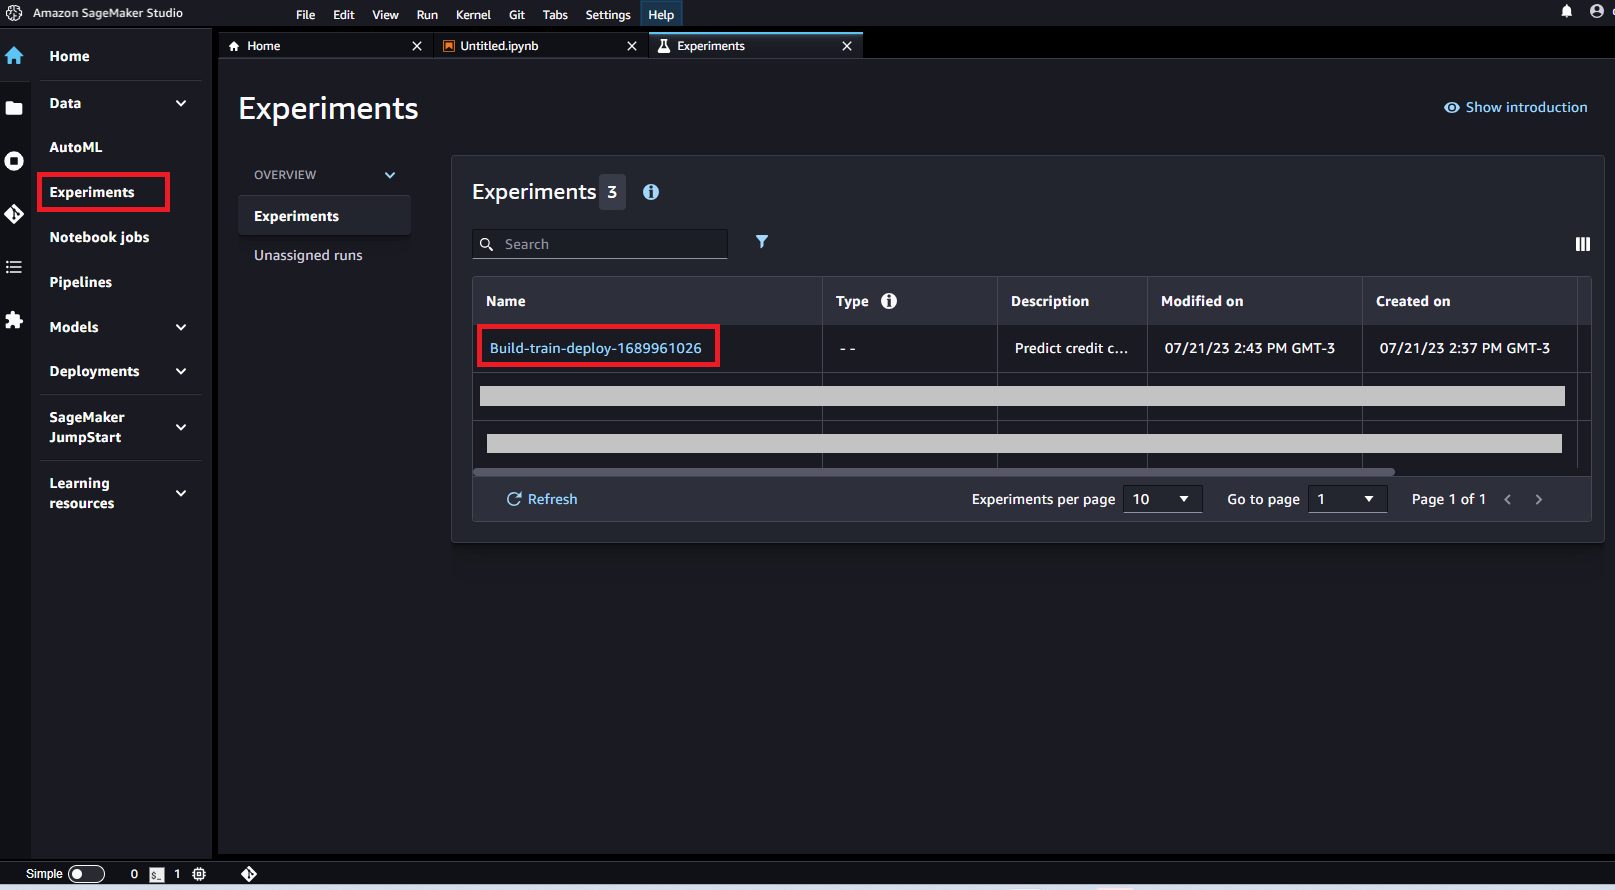 Amazon SageMaker Studio
File Edit View Run Kernel Git Tabs Settings Help
Home
Untitled.ipynb
Experiments
Home
Data
AutoML
Experiments
Notebook jobs
Pipelines
Models
Deployments
SageMaker
JumpStart
Learning
resources
Experiments
Show introduction
OVERVIEW
Experiments
Unassigned runs
Experiments 3
Search
Name Type Description Modified on Created on
Build-train-deploy-1689961026 -- Predict credit c... 07/21/23 2:43 PM GMT-3 07/21/23 2:37 PM GMT-3
Refresh Experiments per page 10 Go to page 1 Page 1 of 1
Simple 0 $_ 1